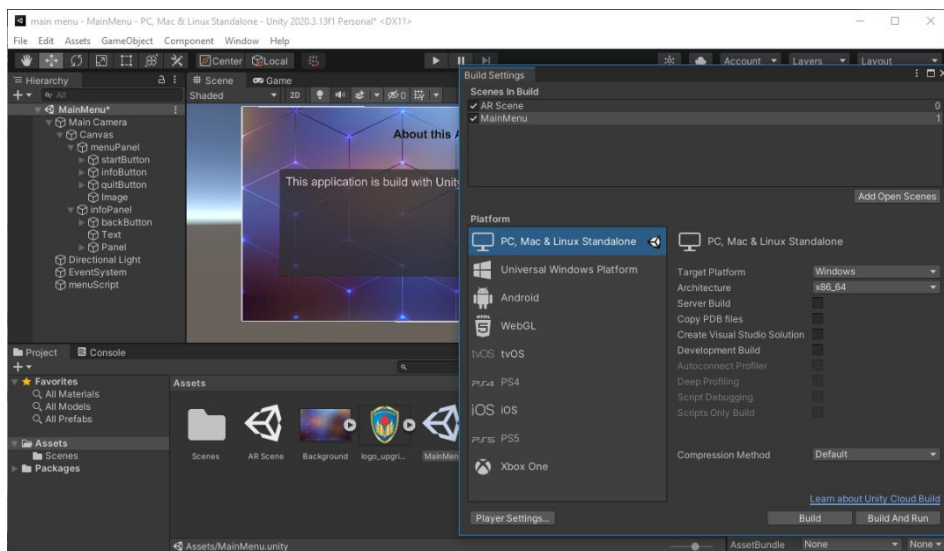 main menu - MainMenu - PC, Mac & Linux Standalone - Unity 2020.3.13f1 Personal* <DX11>
File Edit Assets GameObject Component Window Help
Center Local
Account Layers Layout
Hierarchy
All
MainMenu*
Main Camera
Canvas
menuPanel
startButton
infoButton
quitButton
Image
infoPanel
backButton
Text
Panel
Directional Light
EventSystem
menuScript
Scene Game
Shaded 2D 0
About this A
This application is build with Unity
Build Settings
Scenes In Build
AR Scene 0
MainMenu 1
Add Open Scenes
Platform
PC, Mac & Linux Standalone
Universal Windows Platform
Android
WebGL
tvOS tvOS
PS4 PS4
iOS iOS
PS5 PS5
Xbox One
PC, Mac & Linux Standalone
Target Platform Windows
Architecture x86_64
Server Build
Copy PDB files
Create Visual Studio Solution
Development Build
Autoconnect Profiler
Deep Profiling
Script Debugging
Scripts Only Build
Compression Method Default
Learn about Unity Cloud Build
Player Settings... Build Build And Run
Project Console
Favorites
All Materials
All Models
All Prefabs
Assets
Scenes
Packages
Assets
Scenes AR Scene Background logo_upgri... MainMen
Assets/MainMenu.unity
AssetBundle None None